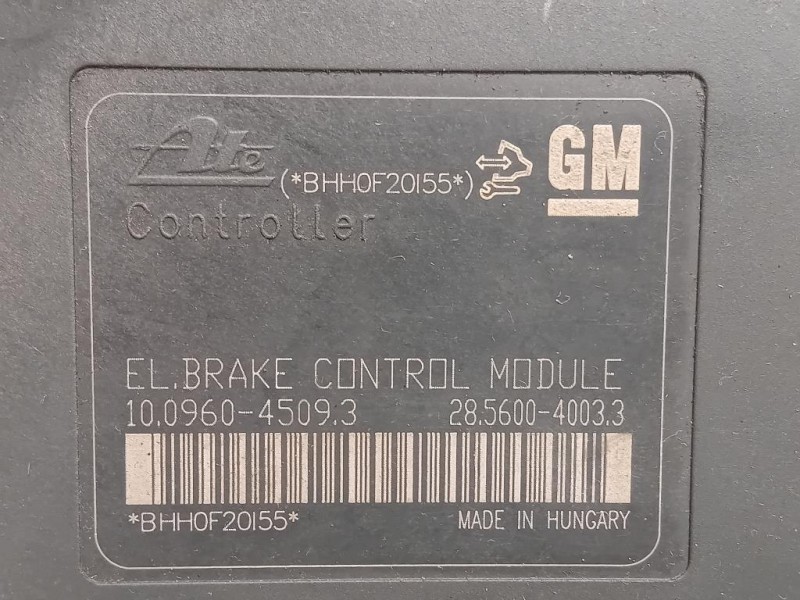 Ate
(*BHH0F20155*)
GM
Controller
EL.BRAKE CONTROL MODULE
10.0960-4509.3 28.5600-4003.3
*BHH0F20155* MADE IN HUNGARY